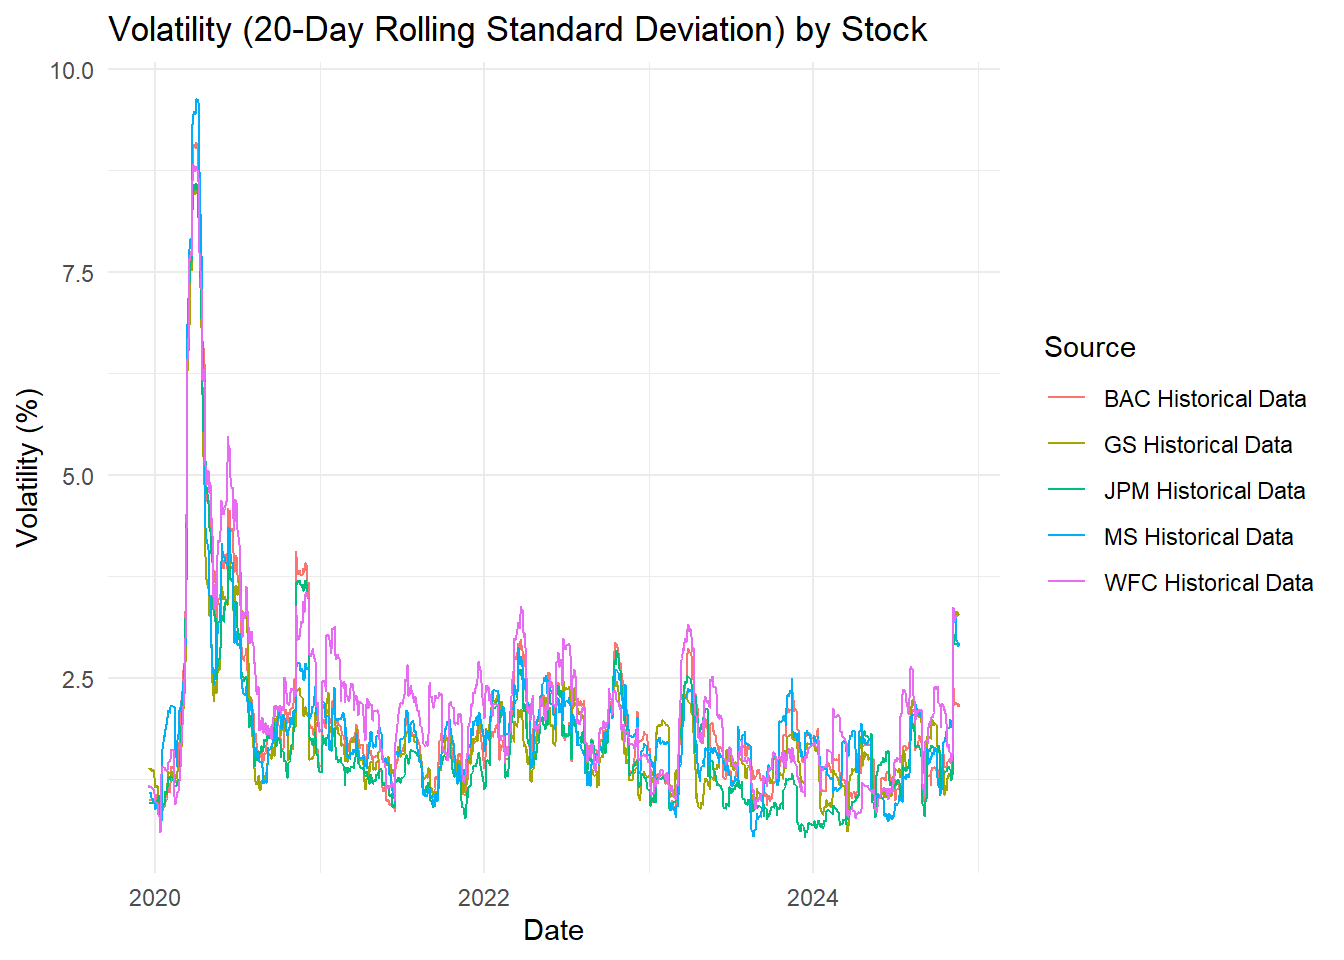 Volatility (20-Day Rolling Standard Deviation) by Stock
10.0
7.5
5.0
2.5
Volatility (%)
2020
2022
2024
Date
Source
BAC Historical Data
GS Historical Data
JPM Historical Data
MS Historical Data
WFC Historical Data